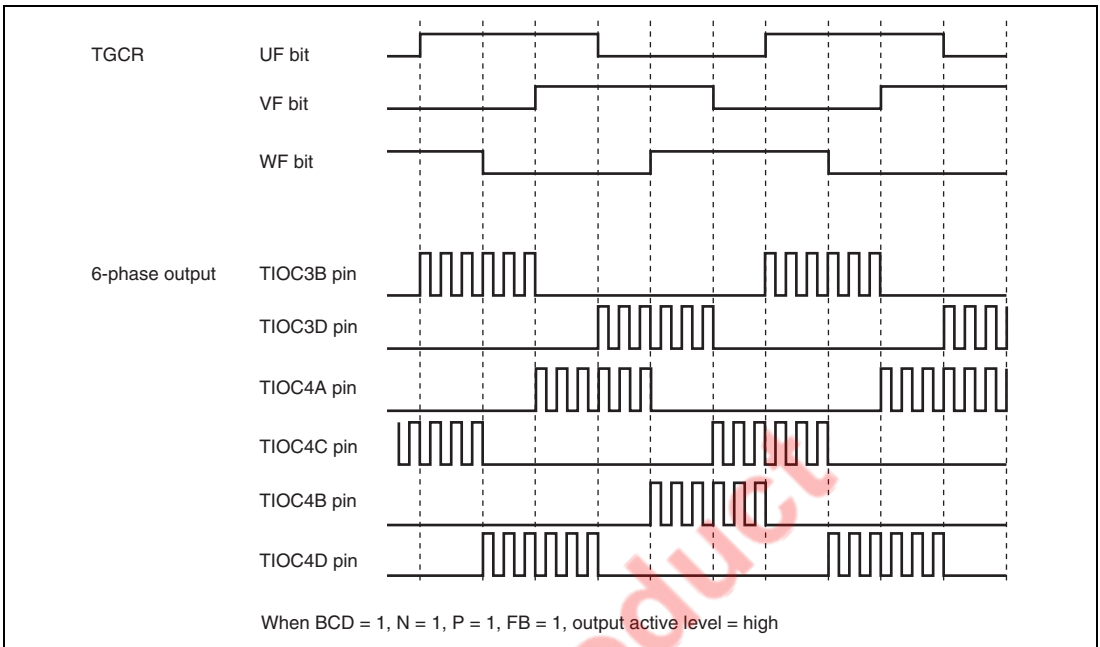 TGCR UF bit
VF bit
WF bit
6-phase output TIOC3B pin
TIOC3D pin
TIOC4A pin
TIOC4C pin
TIOC4B pin
TIOC4D pin
When BCD = 1, N = 1, P = 1, FB = 1, output active level = high
oduct